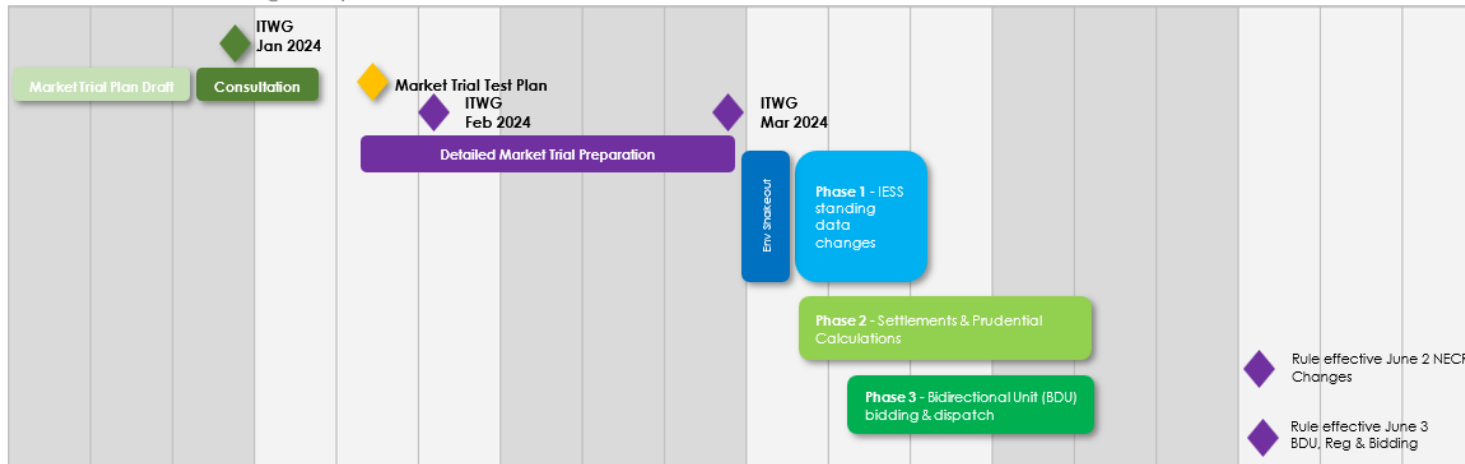 ITWG
Jan 2024
Market Trial Plan Draft
Consultation
Market Trial Test Plan
ITWG
Feb 2024
ITWG
Mar 2024
Detailed Market Trial Preparation
Env Shakeout
Phase 1 - IESS
standing
data
changes
Phase 2 - Settlements & Prudential
Calculations
Phase 3 - Bidirectional Unit (BDU)
bidding & dispatch
Rule effective June 2 NECF
Changes
Rule effective June 3
BDU, Reg & Bidding